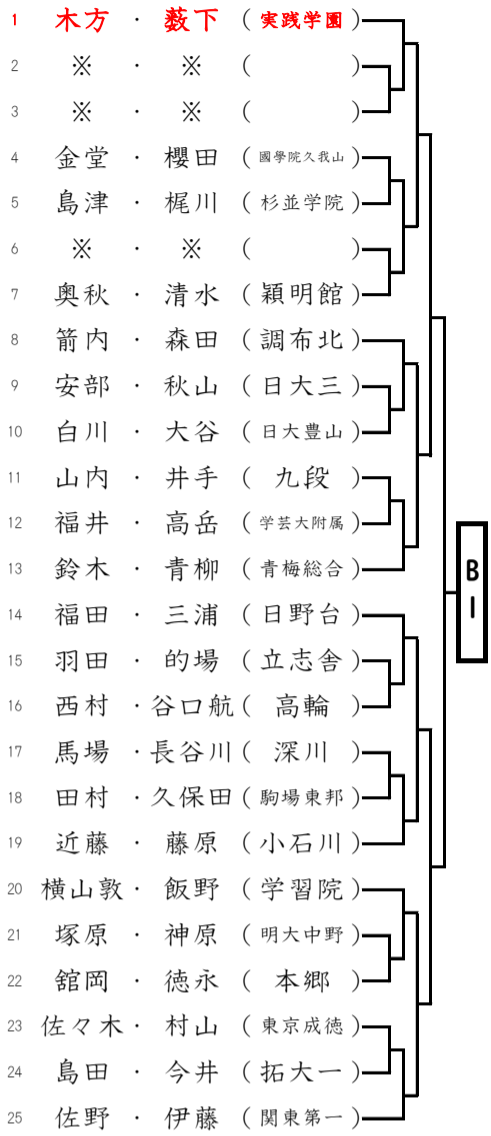 1 木方 ・ 薮下 ( 実践学園 )
2 ※ ・ ※ ( )
3 ※ ・ ※ ( )
4 金堂 ・ 櫻田 ( 國學院久我山 )
5 島津 ・ 梶川 ( 杉並学院 )
6 ※ ・ ※ ( )
7 奥秋 ・ 清水 ( 穎明館 )
8 箭内 ・ 森田 ( 調布北 )
9 安部 ・ 秋山 ( 日大三 )
10 白川 ・ 大谷 ( 日大豊山 )
11 山内 ・ 井手 ( 九段 )
12 福井 ・ 高岳 ( 学芸大附属 )
13 鈴木 ・ 青柳 ( 青梅総合 )
B1
14 福田 ・ 三浦 ( 日野台 )
15 羽田 ・ 的場 ( 立志舎 )
16 西村 ・ 谷口航 ( 高輪 )
17 馬場 ・ 長谷川 ( 深川 )
18 田村 ・ 久保田 ( 駒場東邦 )
19 近藤 ・ 藤原 ( 小石川 )
20 横山敦 ・ 飯野 ( 学習院 )
21 塚原 ・ 神原 ( 明大中野 )
22 舘岡 ・ 徳永 ( 本郷 )
23 佐々木 ・ 村山 ( 東京成徳 )
24 島田 ・ 今井 ( 拓大一 )
25 佐野 ・ 伊藤 ( 関東第一 )